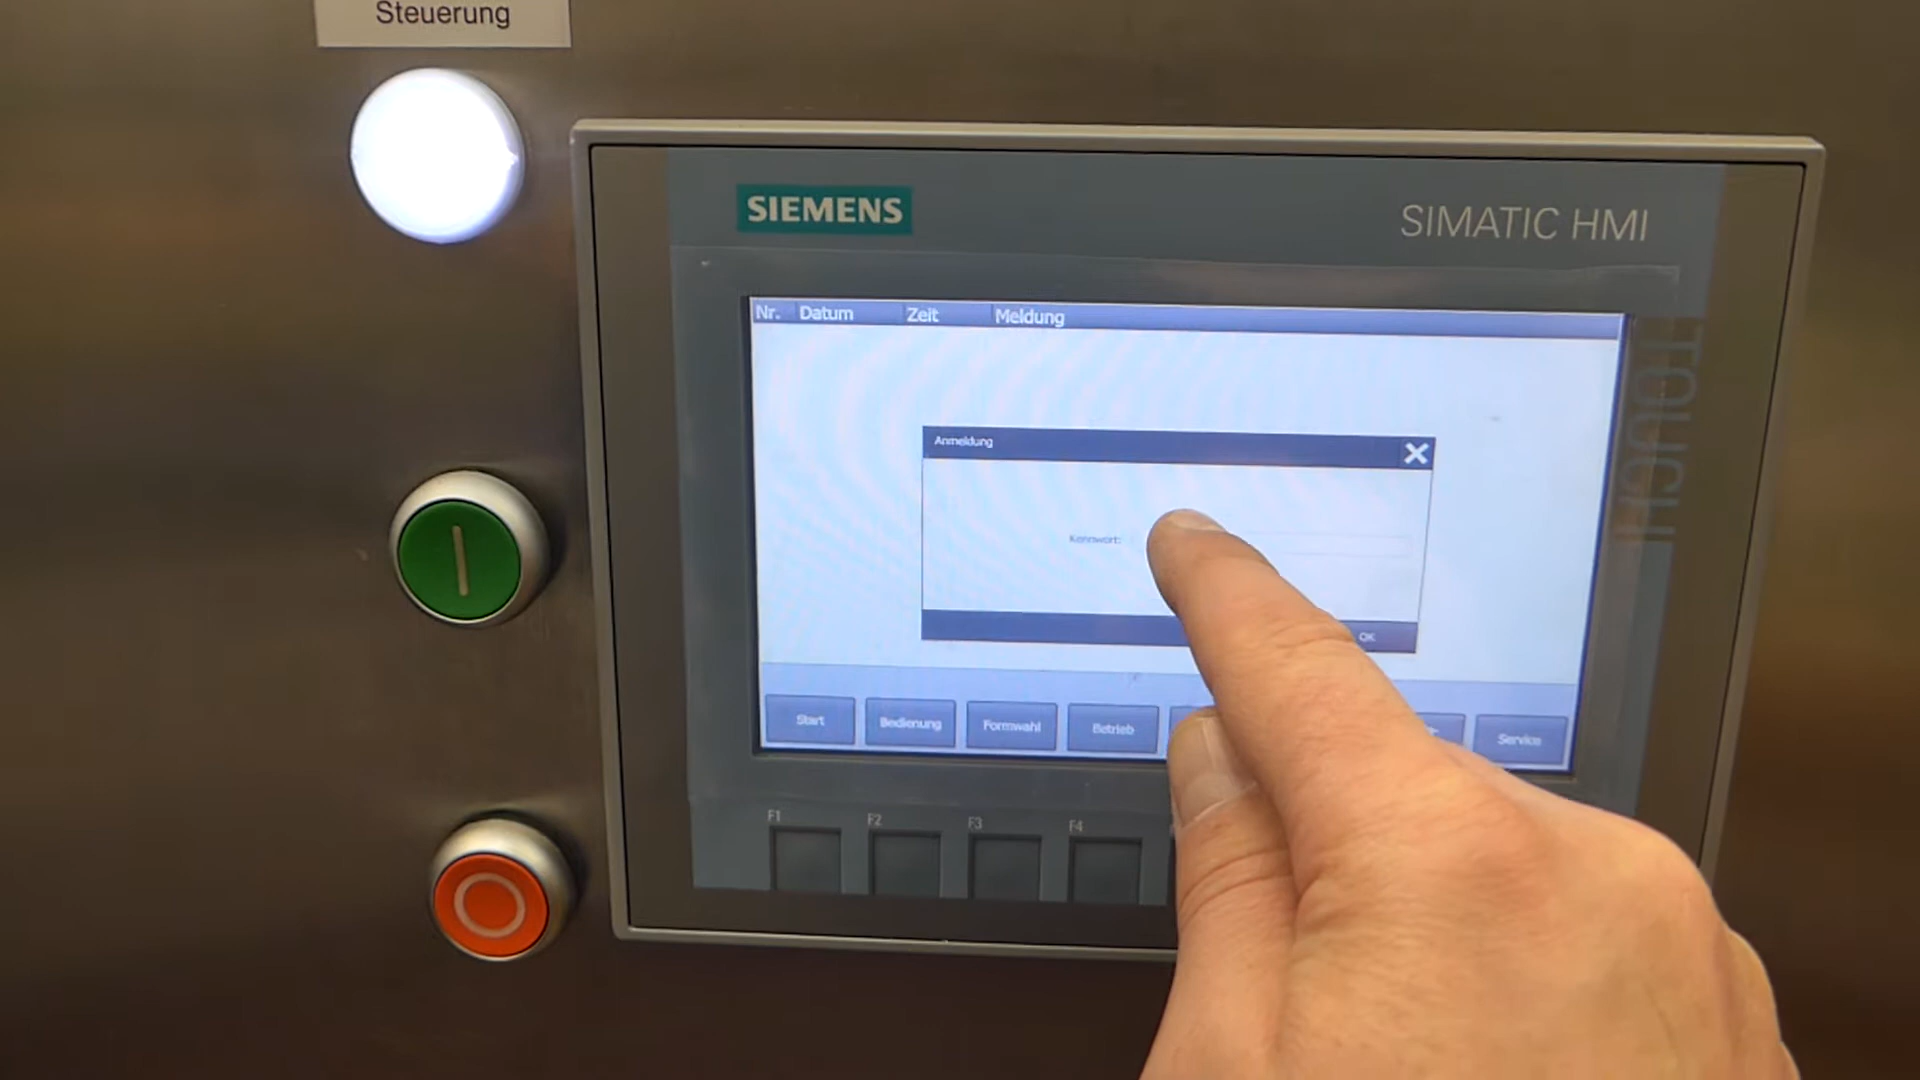 Steuerung
SIEMENS
SIMATIC HMI
Nr. Datum Zeit Meldung
TOUCH
Anmeldung
Kennwort:
OK
Start Bedienung Formwahl Betrieb Service
F1 F2 F3 F4